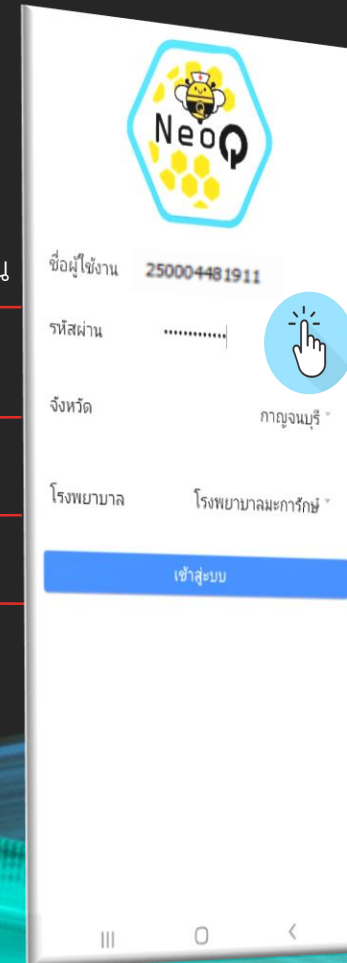 NeoQ
น
ชื่อผู้ใช้งาน 250004481911
รหัสผ่าน ••••••••••••
จังหวัด กาญจนบุรี
โรงพยาบาล โรงพยาบาลมะการักษ์
เข้าสู่ะบบ